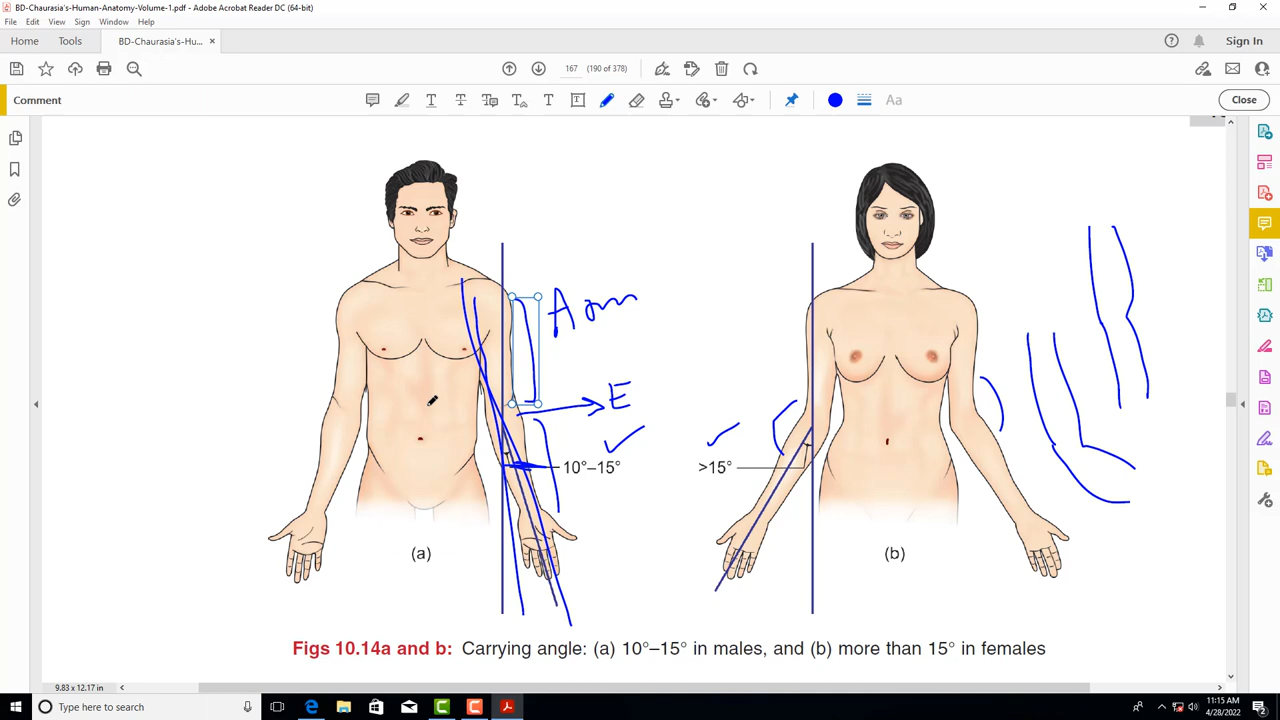 BD-Chaurasia's-Human-Anatomy-Volume-1.pdf - Adobe Acrobat Reader DC (64-bit)
File Edit View Sign Window Help
Home Tools BD-Chaurasia's-Hu... × Sign In
167 (190 of 378)
Comment Aa Close
Arm
E
10°–15°
>15°
(a) (b)
Figs 10.14a and b: Carrying angle: (a) 10°–15° in males, and (b) more than 15° in females
9.83 x 12.17 in
Type here to search
11:15 AM
4/28/2022
2